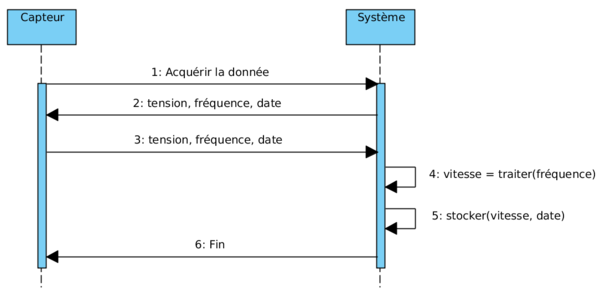 Capteur
Système
1: Acquérir la donnée
2: tension, fréquence, date
3: tension, fréquence, date
4: vitesse = traiter(fréquence)
5: stocker(vitesse, date)
6: Fin